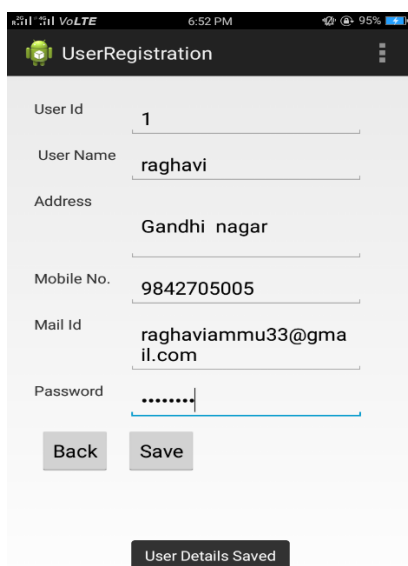 VoLTE 6:52 PM 95%
UserRegistration
User Id 1
User Name raghavi
Address
Gandhi nagar
Mobile No. 9842705005
Mail Id raghaviammu33@gma
il.com
Password ••••••••
Back Save
User Details Saved